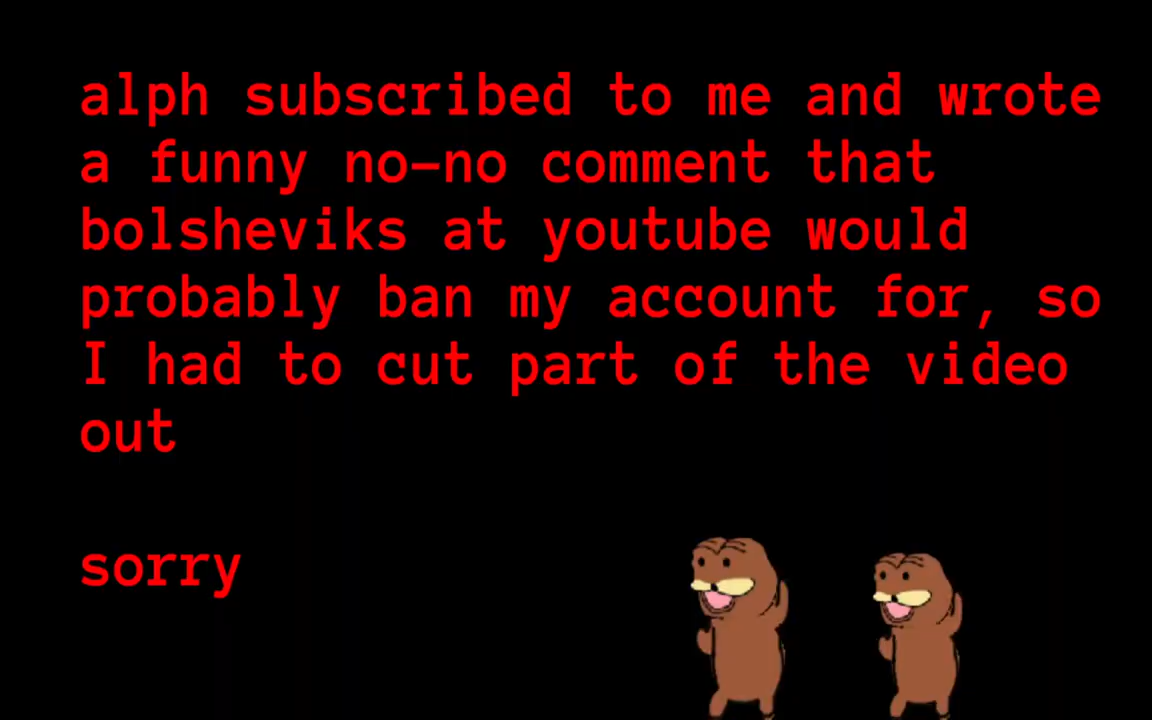 alph subscribed to me and wrote
a funny no-no comment that
bolsheviks at youtube would
probably ban my account for, so
I had to cut part of the video
out
sorry